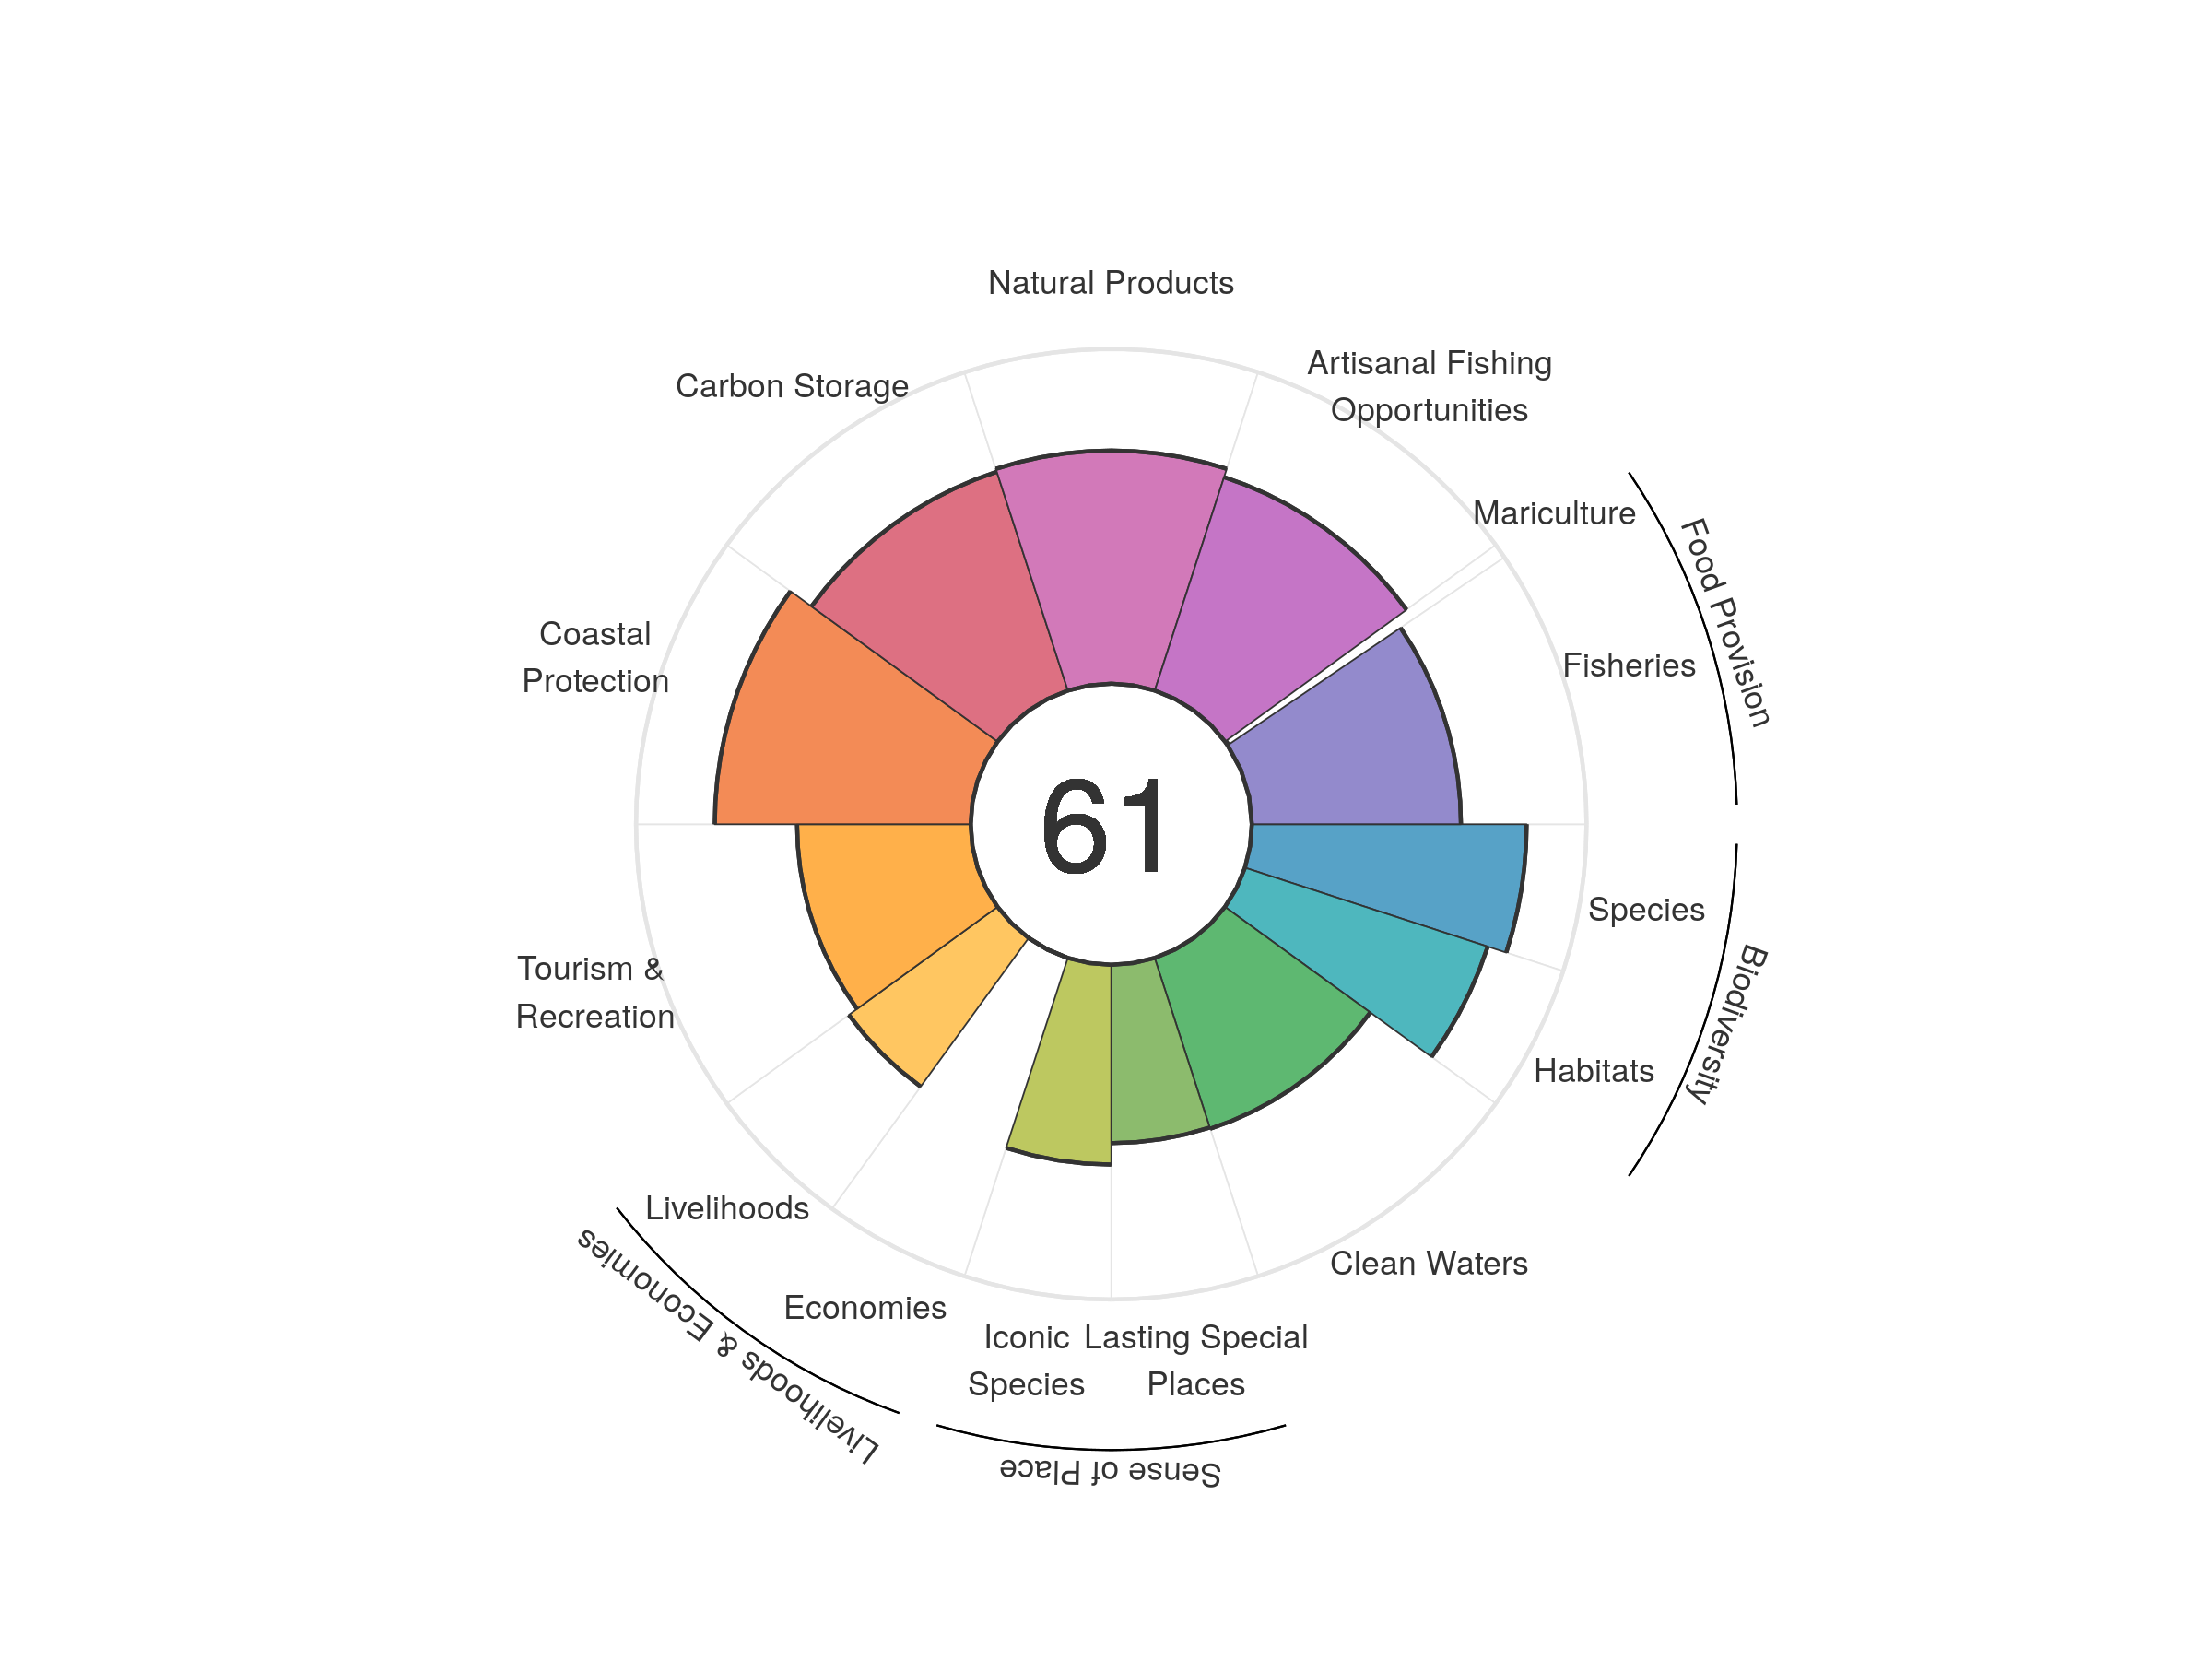 Natural Products
Carbon Storage
Artisanal Fishing
Opportunities
Mariculture
Food Provision
Fisheries
Coastal
Protection
61
Species
Biodiversity
Habitats
Tourism &
Recreation
Livelihoods
Livelihoods & Economies
Clean Waters
Economies
Iconic
Species
Lasting Special
Places
Sense of Place